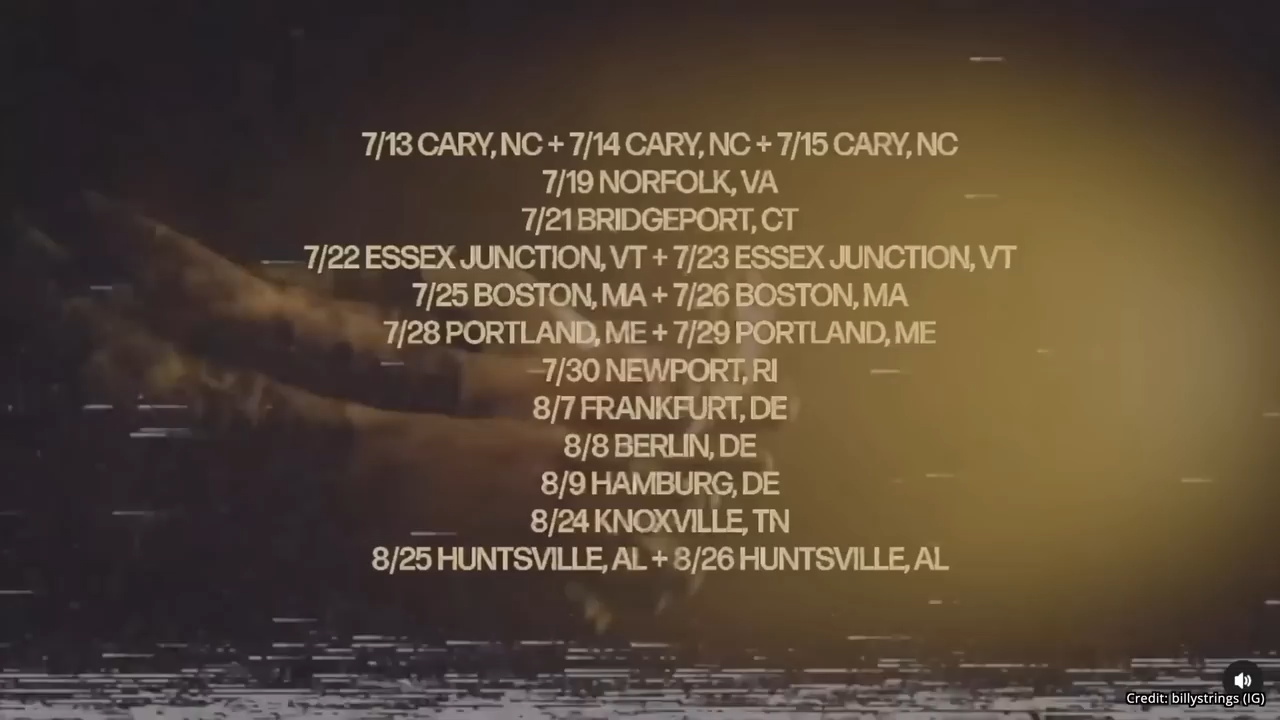 7/13 CARY, NC + 7/14 CARY, NC + 7/15 CARY, NC
7/19 NORFOLK, VA
7/21 BRIDGEPORT, CT
7/22 ESSEX JUNCTION, VT + 7/23 ESSEX JUNCTION, VT
7/25 BOSTON, MA + 7/26 BOSTON, MA
7/28 PORTLAND, ME + 7/29 PORTLAND, ME
7/30 NEWPORT, RI
8/7 FRANKFURT, DE
8/8 BERLIN, DE
8/9 HAMBURG, DE
8/24 KNOXVILLE, TN
8/25 HUNTSVILLE, AL + 8/26 HUNTSVILLE, AL
Credit: billystrings (IG)